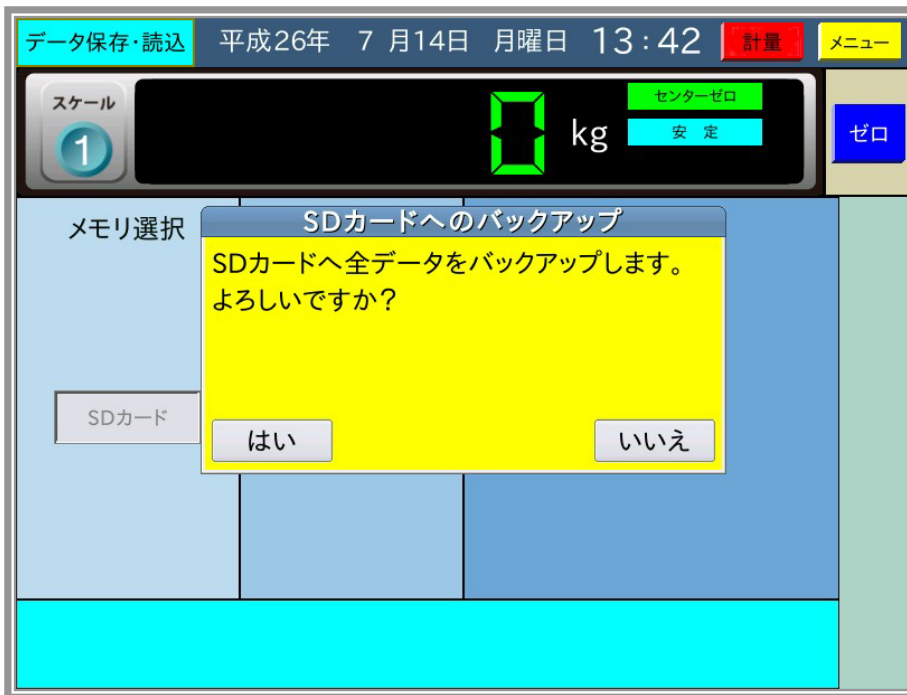 データ保存・読込 平成26年 7月14日 月曜日 13:42 計量 メニュー
スケール
1
0 kg
センターゼロ
安 定
ゼロ
メモリ選択
SDカードへのバックアップ
SDカードへ全データをバックアップします。
よろしいですか?
SDカード
はい いいえ